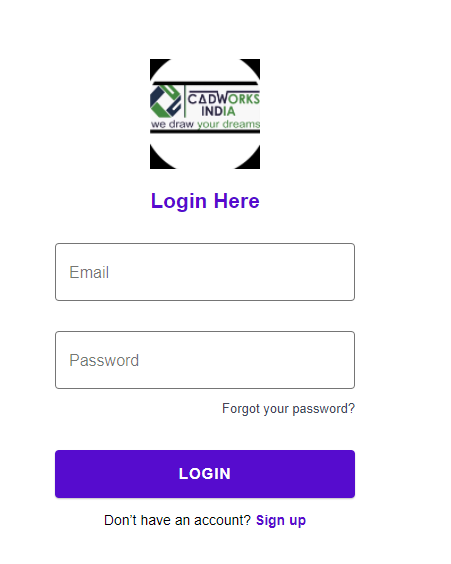 CADWORKS
INDIA
we draw your dreams
Login Here
Email
Password
Forgot your password?
LOGIN
Don't have an account? Sign up